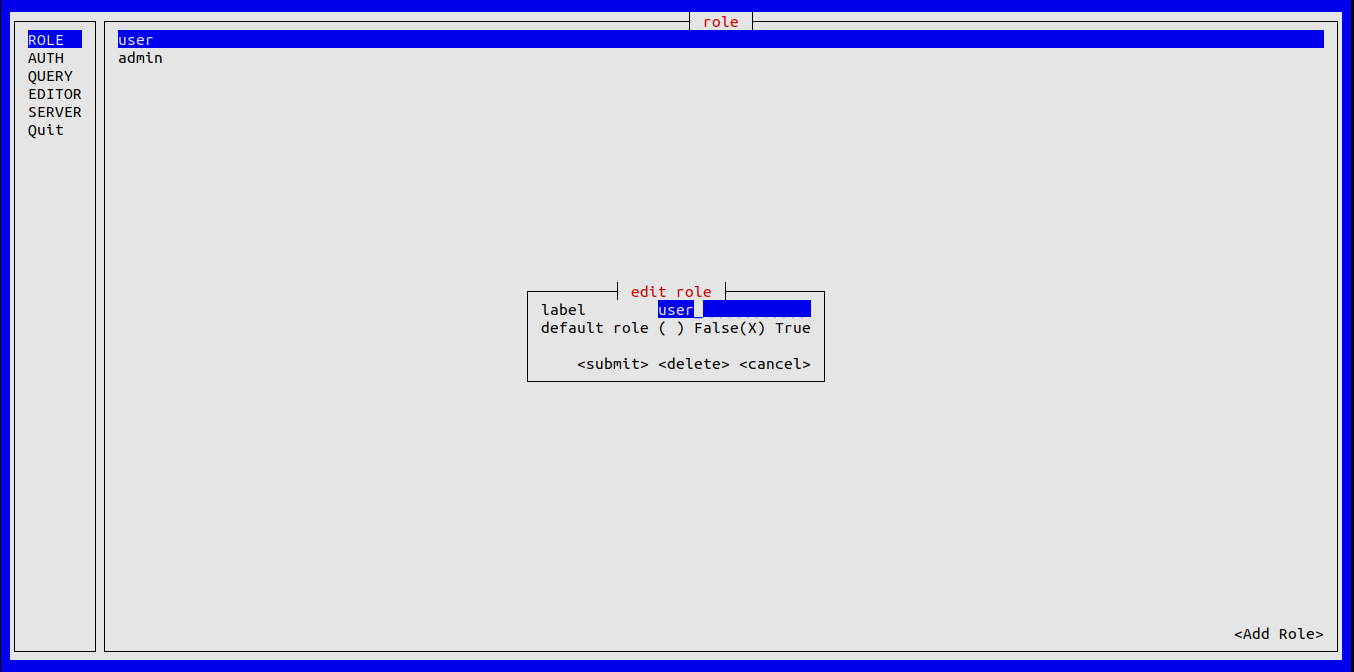 role
ROLE
AUTH
QUERY
EDITOR
SERVER
Quit
user
admin
edit role
label user_
default role ( ) False(X) True
<submit> <delete> <cancel>
<Add Role>